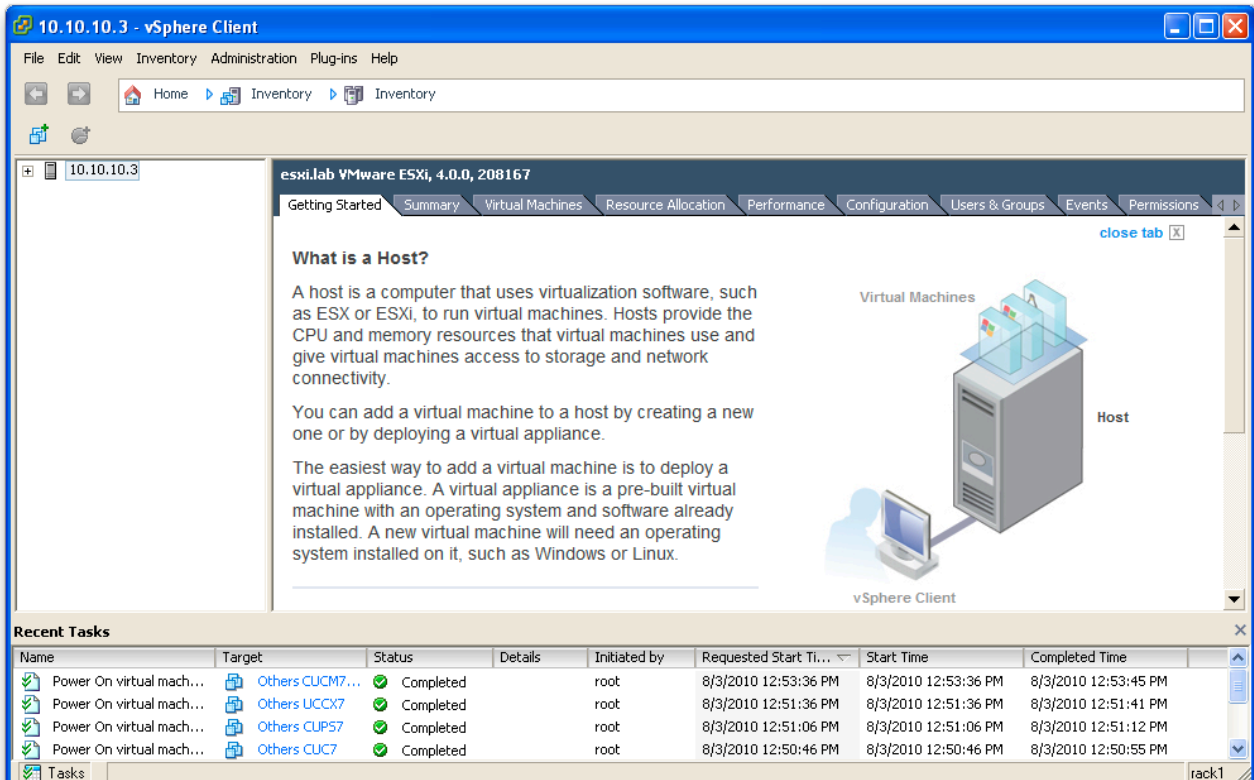 10.10.10.3 - vSphere Client
File Edit View Inventory Administration Plug-ins Help
Home Inventory Inventory
10.10.10.3
esxi.lab VMware ESXi, 4.0.0, 208167
Getting Started Summary Virtual Machines Resource Allocation Performance Configuration Users & Groups Events Permissions
close tab X
What is a Host?
A host is a computer that uses virtualization software, such
as ESX or ESXi, to run virtual machines. Hosts provide the
CPU and memory resources that virtual machines use and
give virtual machines access to storage and network
connectivity.
You can add a virtual machine to a host by creating a new
one or by deploying a virtual appliance.
The easiest way to add a virtual machine is to deploy a
virtual appliance. A virtual appliance is a pre-built virtual
machine with an operating system and software already
installed. A new virtual machine will need an operating
system installed on it, such as Windows or Linux.
Virtual Machines
Host
vSphere Client
Recent Tasks
Name Target Status Details Initiated by Requested Start Ti... Start Time Completed Time
Power On virtual mach... Others CUCM7... Completed root 8/3/2010 12:53:36 PM 8/3/2010 12:53:36 PM 8/3/2010 12:53:45 PM
Power On virtual mach... Others UCCX7 Completed root 8/3/2010 12:51:36 PM 8/3/2010 12:51:36 PM 8/3/2010 12:51:41 PM
Power On virtual mach... Others CUPS7 Completed root 8/3/2010 12:51:06 PM 8/3/2010 12:51:06 PM 8/3/2010 12:51:12 PM
Power On virtual mach... Others CUC7 Completed root 8/3/2010 12:50:46 PM 8/3/2010 12:50:46 PM 8/3/2010 12:50:55 PM
Tasks rack1